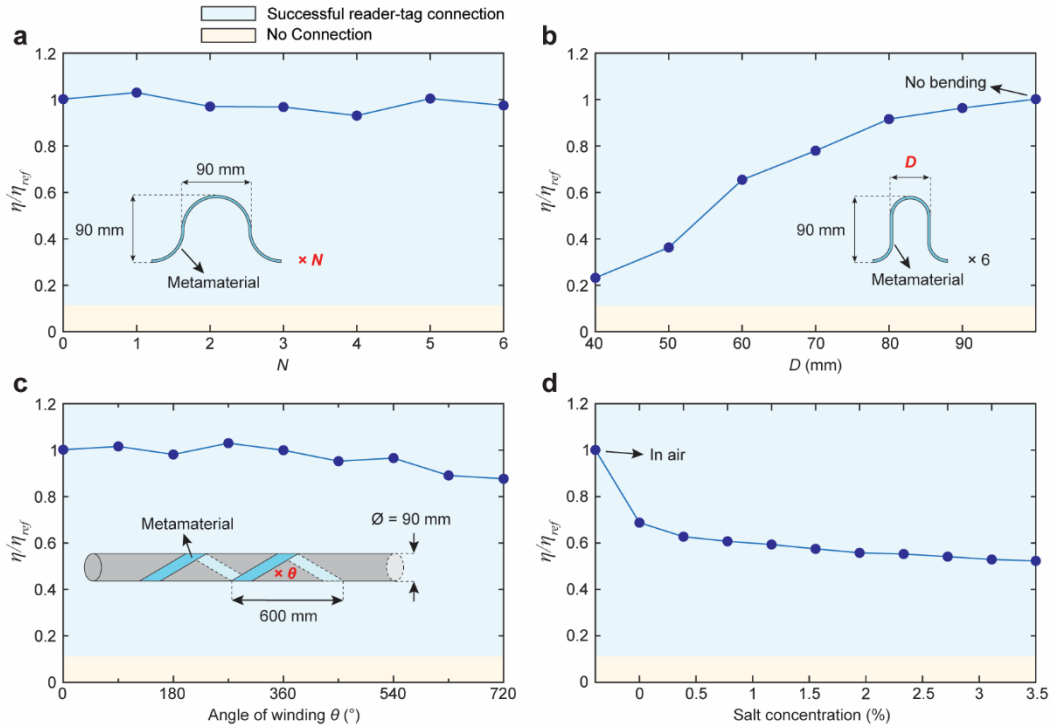 Successful reader-tag connection
No Connection
a
1.2
1
0.8
0.6
0.4
0.2
0
η/ηref
90 mm
90 mm
Metamaterial
× N
0 1 2 3 4 5 6
N
b
1.2
1
0.8
0.6
0.4
0.2
0
η/ηref
No bending
D
90 mm
Metamaterial
× 6
40 50 60 70 80 90
D (mm)
c
1.2
1
0.8
0.6
0.4
0.2
0
η/ηref
Metamaterial
Ø = 90 mm
× θ
600 mm
0 180 360 540 720
Angle of winding θ (°)
d
1.2
1
0.8
0.6
0.4
0.2
0
η/ηref
In air
0 0.5 1 1.5 2 2.5 3 3.5
Salt concentration (%)